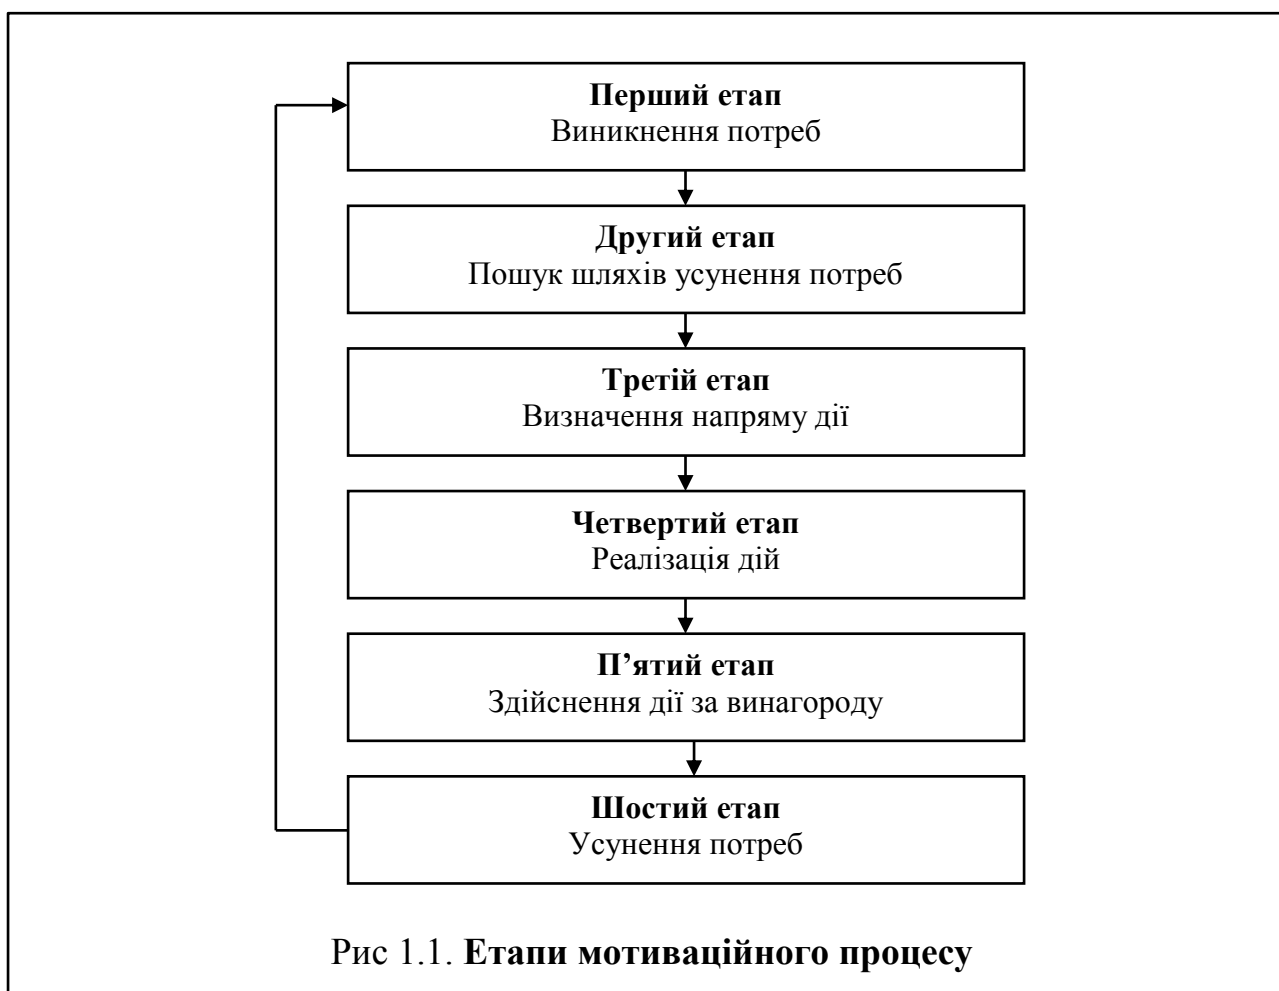 Перший етап
Виникнення потреб
Другий етап
Пошук шляхів усунення потреб
Третій етап
Визначення напряму дії
Четвертий етап
Реалізація дій
П’ятий етап
Здійснення дії за винагороду
Шостий етап
Усунення потреб
Рис 1.1. Етапи мотиваційного процесу